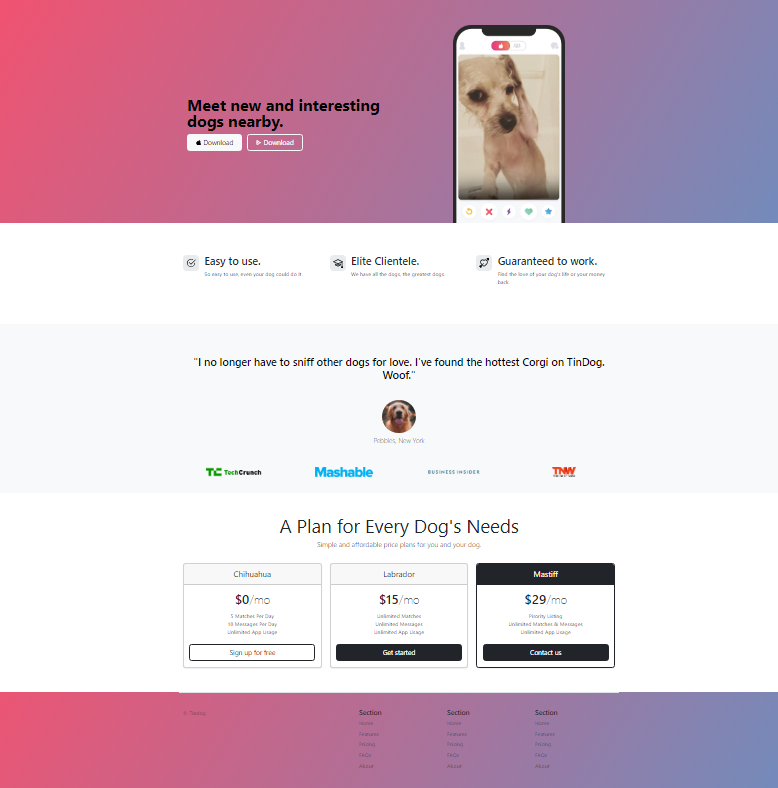 Meet new and interesting
dogs nearby.
Download
Download
Easy to use.
So easy to use, even your dog could do it.
Elite Clientele.
We have all the dogs, the greatest dogs.
Guaranteed to work.
Find the love of your dog's life or your money
back.
"I no longer have to sniff other dogs for love. I've found the hottest Corgi on TinDog.
Woof."
Pebbles, New York
TC TechCrunch
Mashable
BUSINESS INSIDER
TNW
A Plan for Every Dog's Needs
Simple and affordable price plans for you and your dog.
Chihuahua
$0/mo
5 Matches Per Day
10 Messages Per Day
Unlimited App Usage
Sign up for free
Labrador
$15/mo
Unlimited Matches
Unlimited Messages
Unlimited App Usage
Get started
Mastiff
$29/mo
Priority Listing
Unlimited Matches & Messages
Unlimited App Usage
Contact us
© TinDog
Section
Home
Features
Pricing
FAQs
About
Section
Home
Features
Pricing
FAQs
About
Section
Home
Features
Pricing
FAQs
About